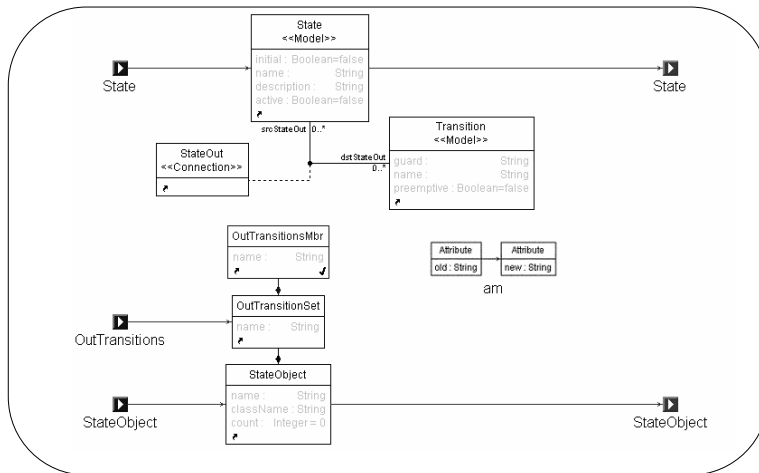 State
<<Model>>
initial : Boolean=false
name : String
description : String
active : Boolean=false
State
State
srcStateOut 0..*
Transition
<<Model>>
guard : String
name : String
preemptive : Boolean=false
StateOut
<<Connection>>
dstStateOut
0..*
OutTransitionsMbr
name : String
Attribute
old : String
Attribute
new : String
am
OutTransitionSet
name : String
OutTransitions
StateObject
name : String
className : String
count : Integer = 0
StateObject
StateObject